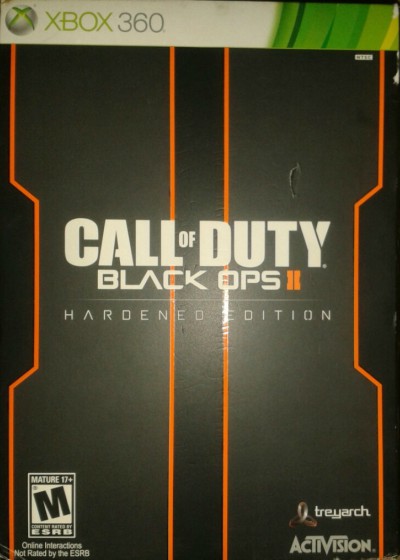 XBOX 360
NTSC
CALL OF DUTY
BLACK OPS II
HARDENED EDITION
MATURE 17+
M
CONTENT RATED BY
ESRB
Online Interactions
Not Rated by the ESRB
treyarch
ACTIVISION